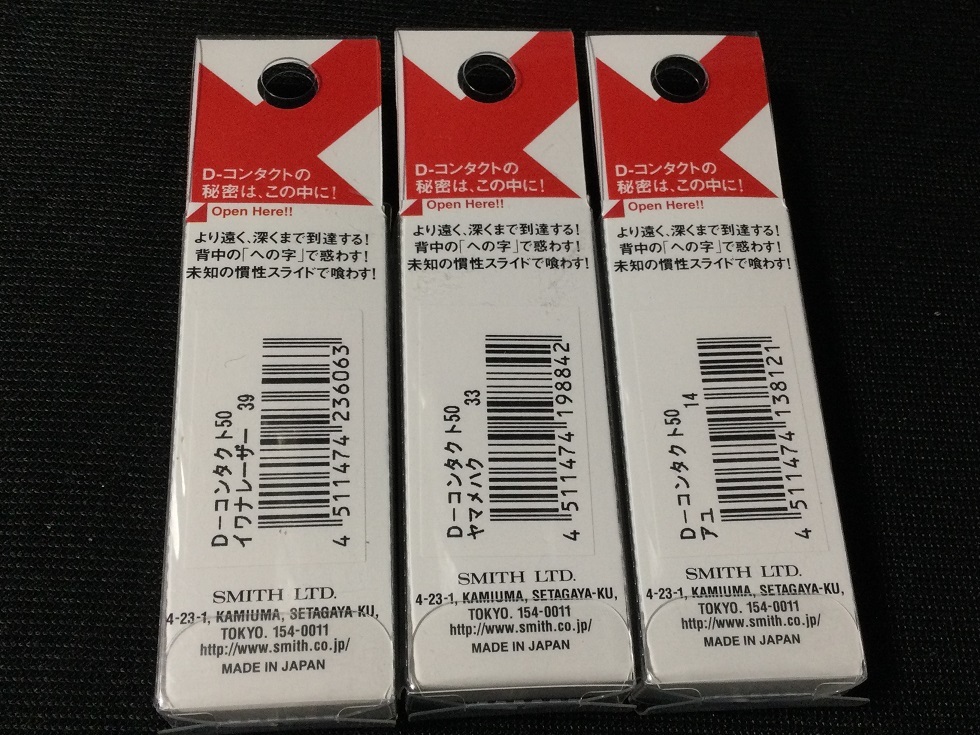 D-コンタクトの
秘密は、この中に!
Open Here!!
より遠く、深くまで到達する!
背中の「への字」で惑わす!
未知の慣性スライドで喰わす!
D-コンタクト50
イワナレーザー 39
4 511474 236063
SMITH LTD.
4-23-1, KAMIUMA, SETAGAYA-KU,
TOKYO. 154-0011
http://www.smith.co.jp/
MADE IN JAPAN
D-コンタクトの
秘密は、この中に!
Open Here!!
より遠く、深くまで到達する!
背中の「への字」で惑わす!
未知の慣性スライドで喰わす!
D-コンタクト50
ヤマメハク 33
4 511474 198842
SMITH LTD.
4-23-1, KAMIUMA, SETAGAYA-KU,
TOKYO. 154-0011
http://www.smith.co.jp/
MADE IN JAPAN
D-コンタクトの
秘密は、この中に!
Open Here!!
より遠く、深くまで到達する!
背中の「への字」で惑わす!
未知の慣性スライドで喰わす!
D-コンタクト50
アユ 14
4 511474 138121
SMITH LTD.
4-23-1, KAMIUMA, SETAGAYA-KU,
TOKYO. 154-0011
http://www.smith.co.jp/
MADE IN JAPAN